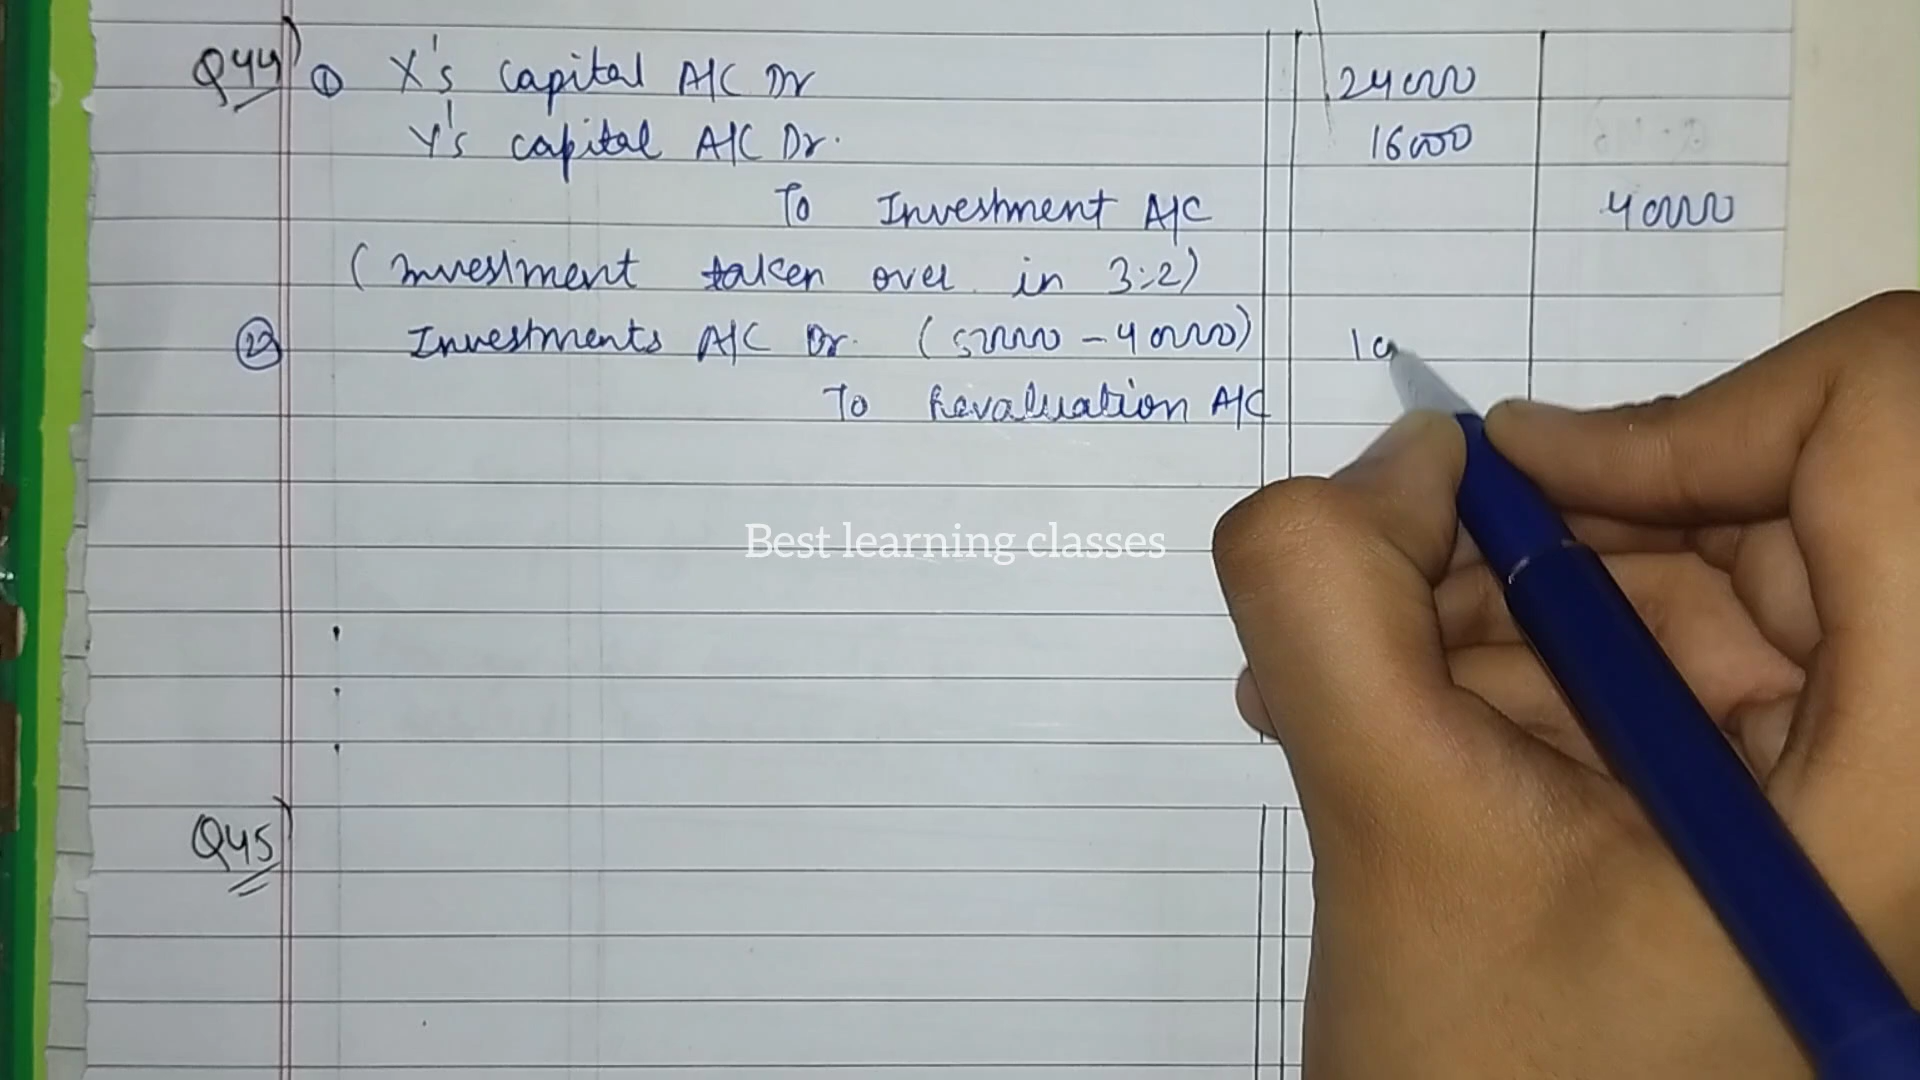 Q44) ① X's capital A/C Dr 24000
Y's capital A/C Dr. 16000
To Investment A/C 40000
(Investment taken over in 3:2)
② Investments A/C Dr. (50000 - 40000) 10
To Revaluation A/C
Best learning classes
Q45)